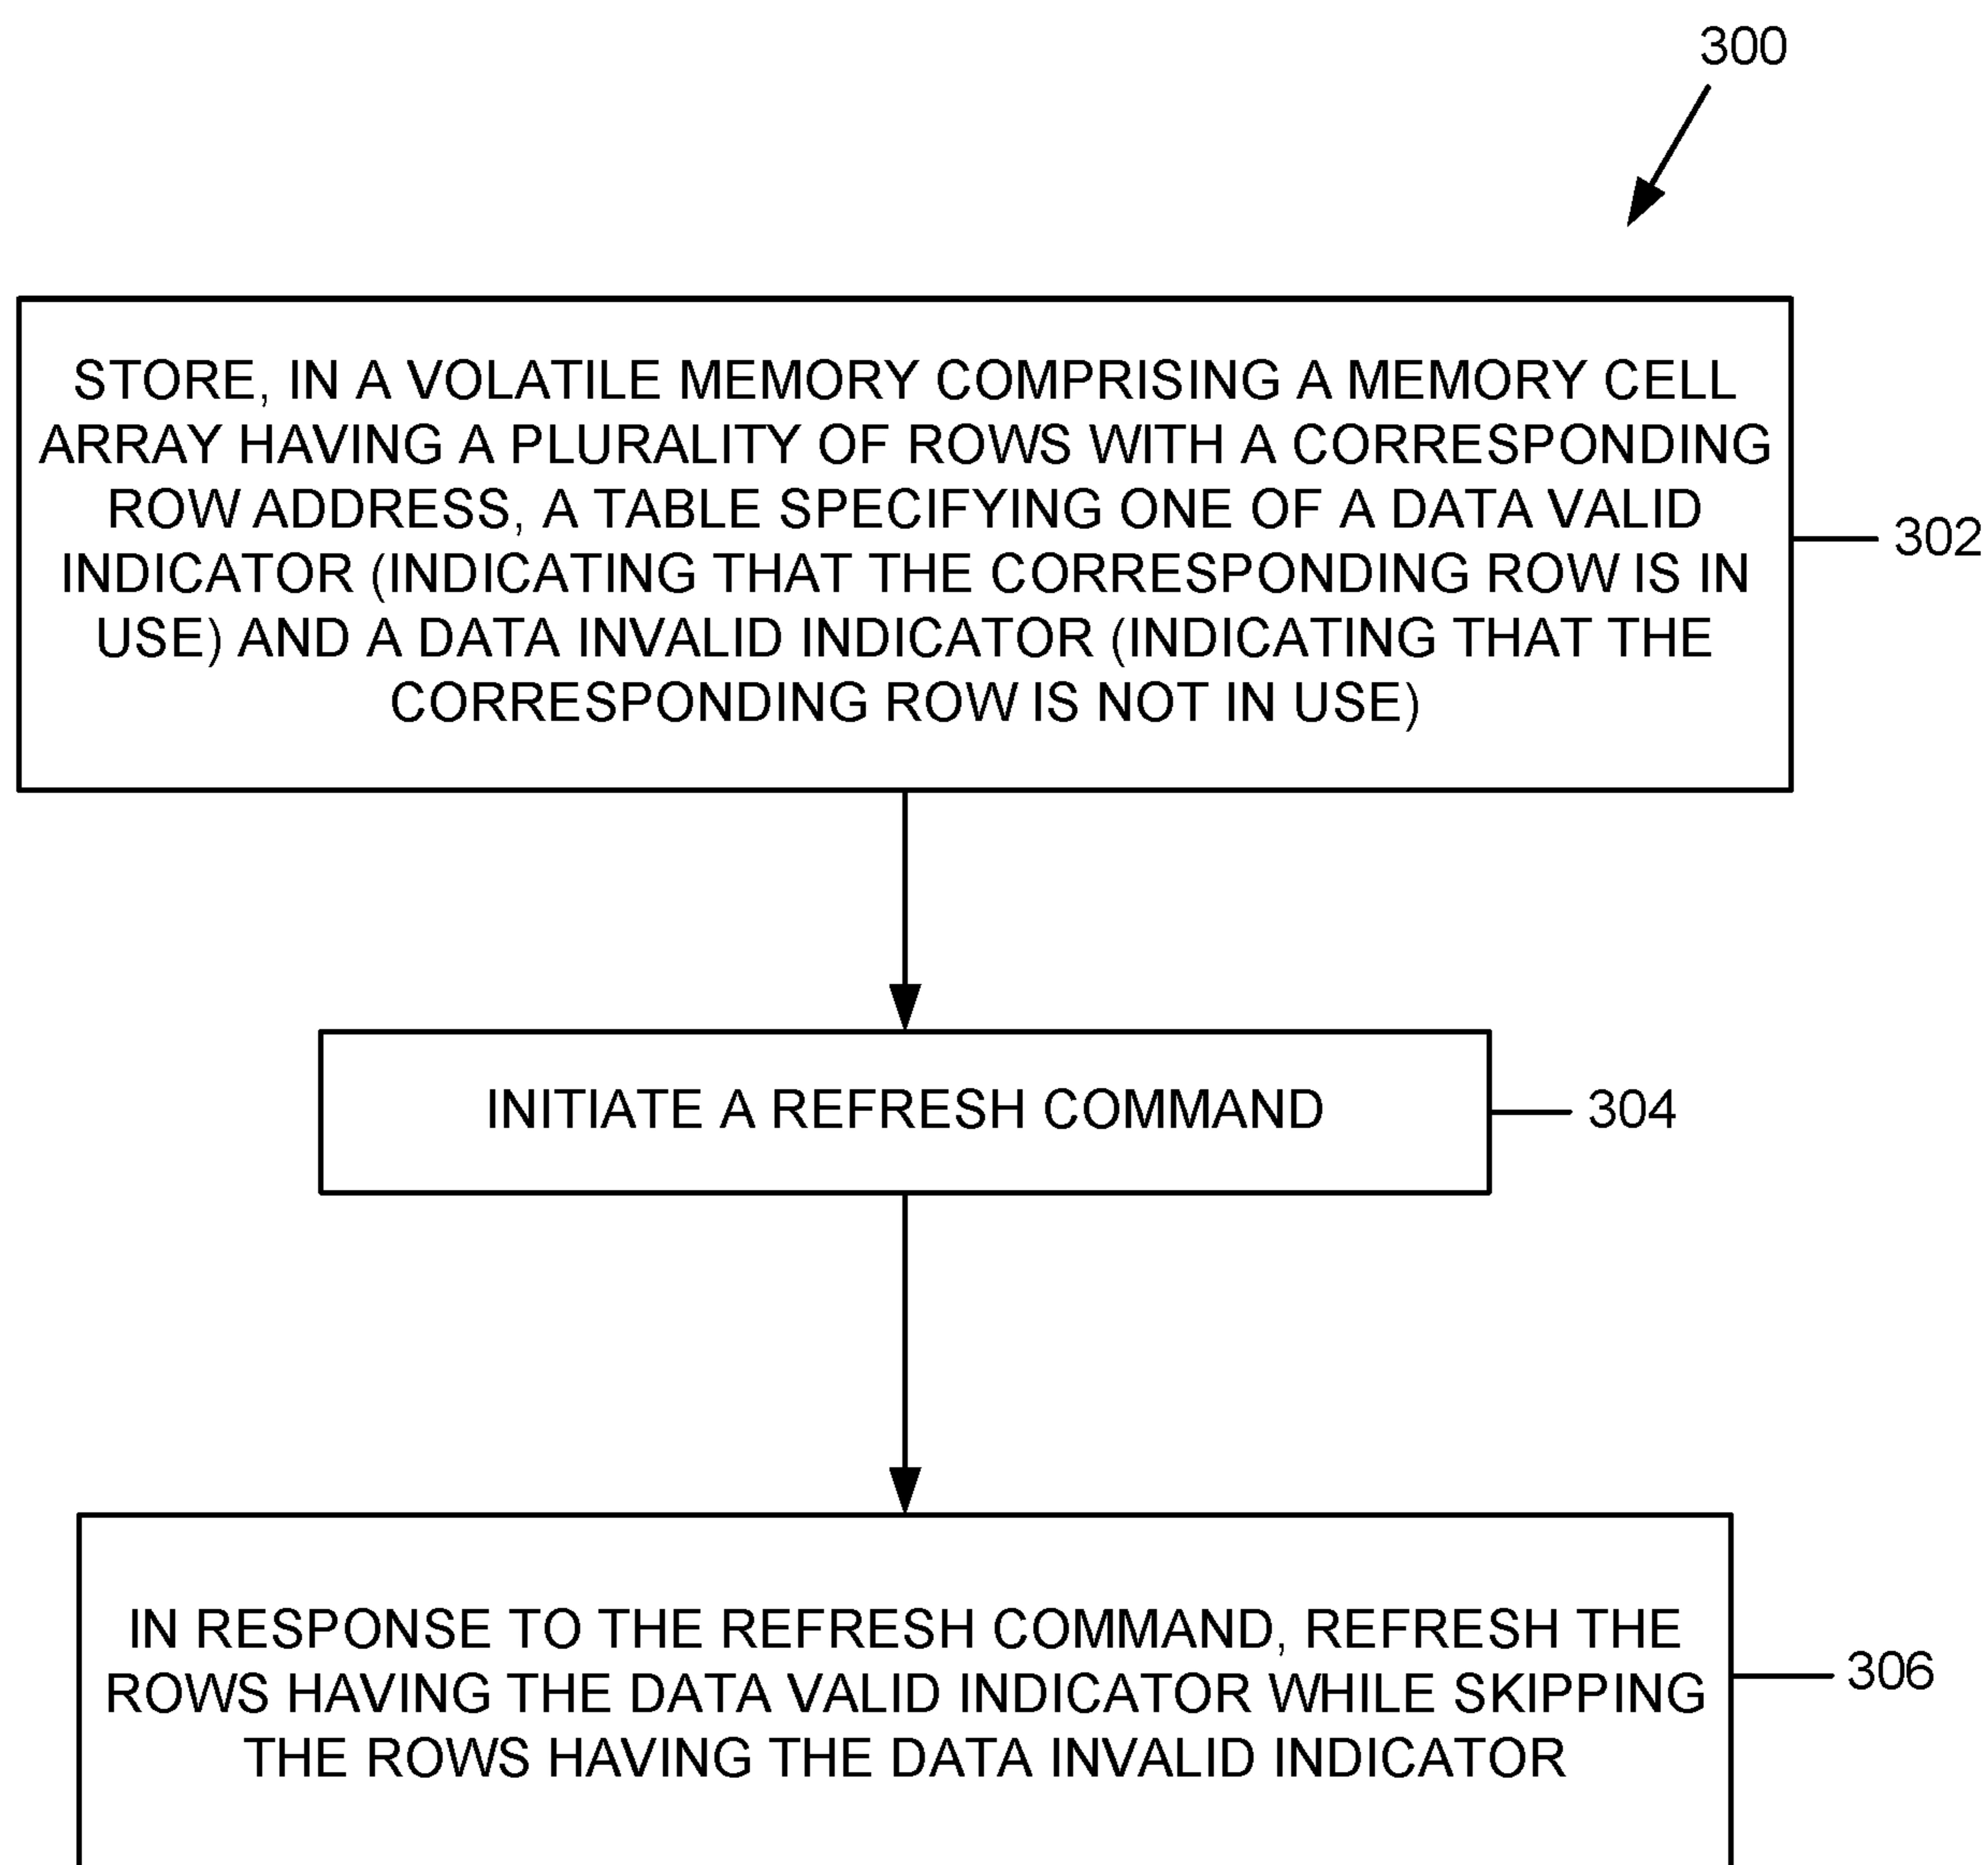 300
STORE, IN A VOLATILE MEMORY COMPRISING A MEMORY CELL
ARRAY HAVING A PLURALITY OF ROWS WITH A CORRESPONDING
ROW ADDRESS, A TABLE SPECIFYING ONE OF A DATA VALID
INDICATOR (INDICATING THAT THE CORRESPONDING ROW IS IN
USE) AND A DATA INVALID INDICATOR (INDICATING THAT THE
CORRESPONDING ROW IS NOT IN USE)
302
INITIATE A REFRESH COMMAND
304
IN RESPONSE TO THE REFRESH COMMAND, REFRESH THE
ROWS HAVING THE DATA VALID INDICATOR WHILE SKIPPING
THE ROWS HAVING THE DATA INVALID INDICATOR
306